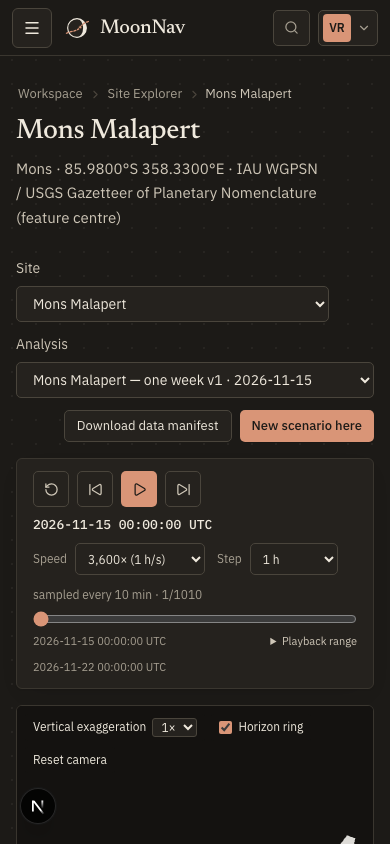 MoonNav
VR
Workspace > Site Explorer > Mons Malapert
Mons Malapert
Mons · 85.9800°S 358.3300°E · IAU WGPSN
/ USGS Gazetteer of Planetary Nomenclature
(feature centre)
Site
Mons Malapert
Analysis
Mons Malapert — one week v1 · 2026-11-15
Download data manifest
New scenario here
2026-11-15 00:00:00 UTC
Speed
3,600× (1 h/s)
Step
1 h
sampled every 10 min · 1/1010
2026-11-15 00:00:00 UTC
Playback range
2026-11-22 00:00:00 UTC
Vertical exaggeration
1×
Horizon ring
Reset camera
N